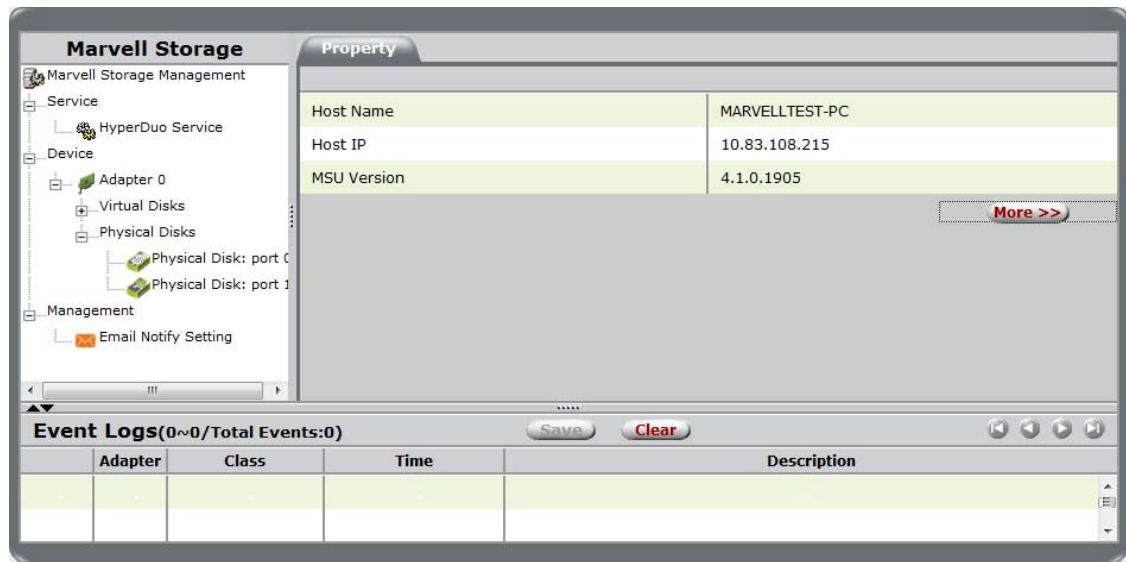 Marvell Storage
Property
Marvell Storage Management
Service
HyperDuo Service
Device
Adapter 0
Virtual Disks
Physical Disks
Physical Disk: port 0
Physical Disk: port 1
Management
Email Notify Setting
Host Name MARVELLTEST-PC
Host IP 10.83.108.215
MSU Version 4.1.0.1905
More >>
Event Logs(0~0/Total Events:0) Save Clear
Adapter Class Time Description